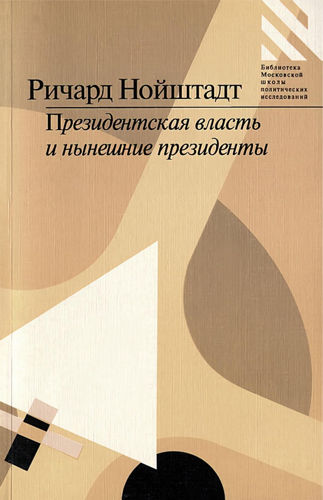 Библиотека
Московской
школы
политических
исследований
Ричард Нойштадт
Президентская власть
и нынешние президенты